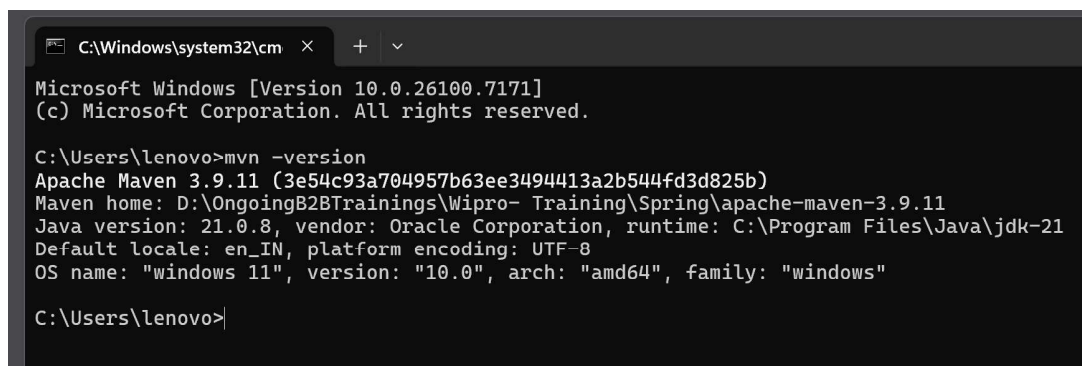 C:\Windows\system32\cm
Microsoft Windows [Version 10.0.26100.7171]
(c) Microsoft Corporation. All rights reserved.
C:\Users\lenovo>mvn -version
Apache Maven 3.9.11 (3e54c93a704957b63ee3494413a2b544fd3d825b)
Maven home: D:\OngoingB2BTrainings\Wipro- Training\Spring\apache-maven-3.9.11
Java version: 21.0.8, vendor: Oracle Corporation, runtime: C:\Program Files\Java\jdk-21
Default locale: en_IN, platform encoding: UTF-8
OS name: "windows 11", version: "10.0", arch: "amd64", family: "windows"
C:\Users\lenovo>